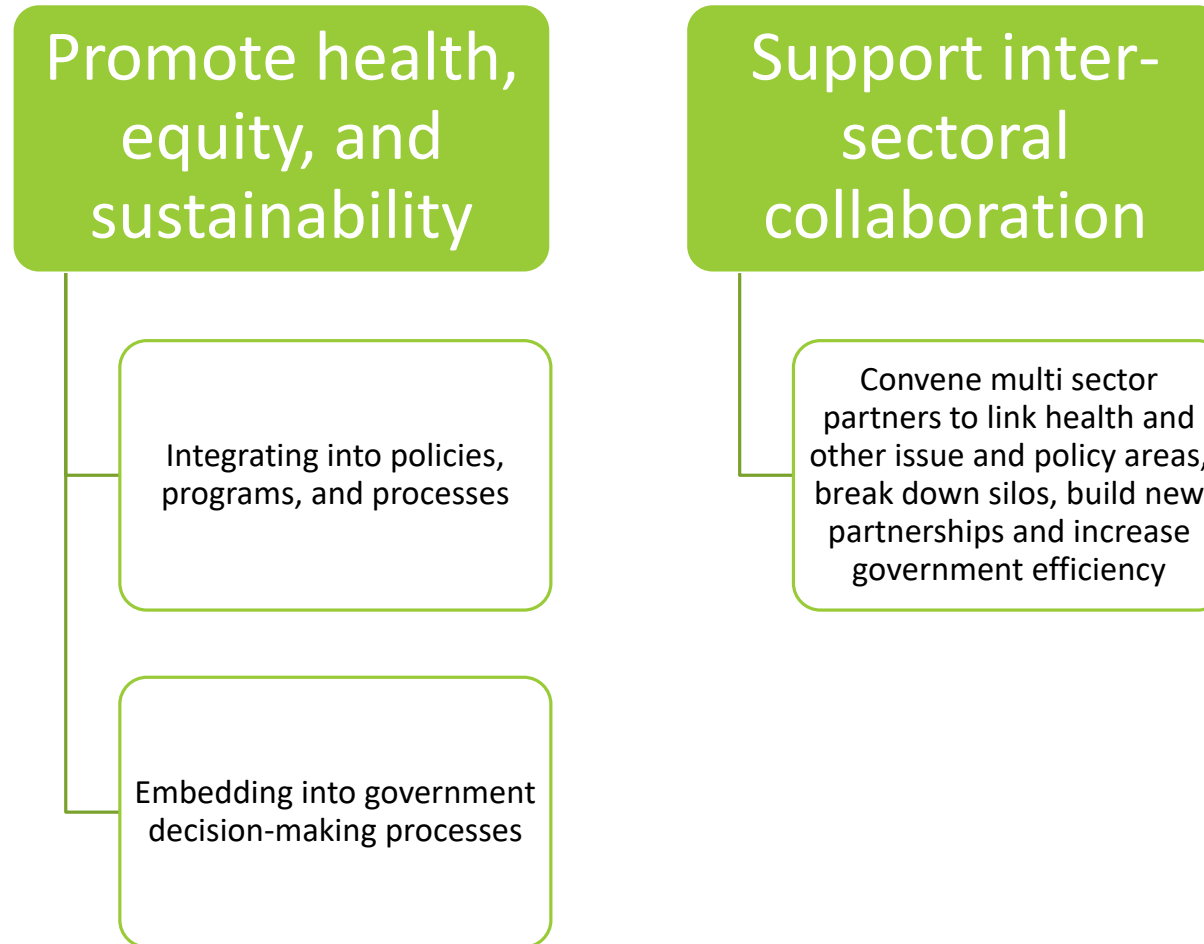 Promote health,
equity, and
sustainability
Integrating into policies,
programs, and processes
Embedding into government
decision-making processes
Support inter-
sectoral
collaboration
Convene multi sector
partners to link health and
other issue and policy areas,
break down silos, build new
partnerships and increase
government efficiency